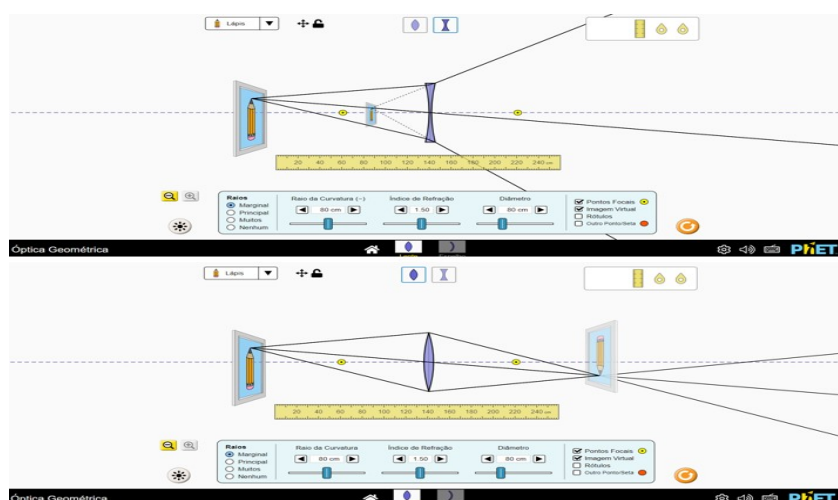 Lápis
20 40 60 80 100 120 140 160 180 200 220 240 cm
Raios
Marginal
Principal
Muitos
Nenhum
Raio da Curvatura (−)
80 cm
Índice de Refração
1.50
Diâmetro
80 cm
Pontos Focais
Imagem Virtual
Rótulos
Outro Ponto/Seta
Óptica Geométrica
PhET
Lápis
20 40 60 80 100 120 140 160 180 200 220 240 cm
Raios
Marginal
Principal
Muitos
Nenhum
Raio da Curvatura
80 cm
Índice de Refração
1.50
Diâmetro
80 cm
Pontos Focais
Imagem Virtual
Rótulos
Outro Ponto/Seta
Óptica Geométrica
PhET